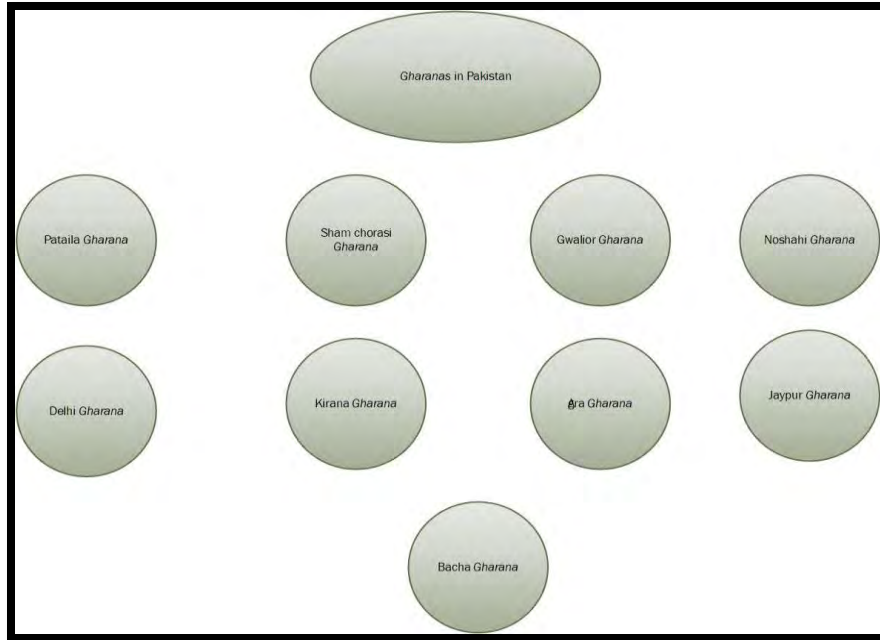 Gharanas in Pakistan
Pataila Gharana
Sham chorasi
Gharana
Gwalior Gharana
Noshahi Gharana
Delhi Gharana
Kirana Gharana
Gharana
Jaypur Gharana
Bacha Gharana